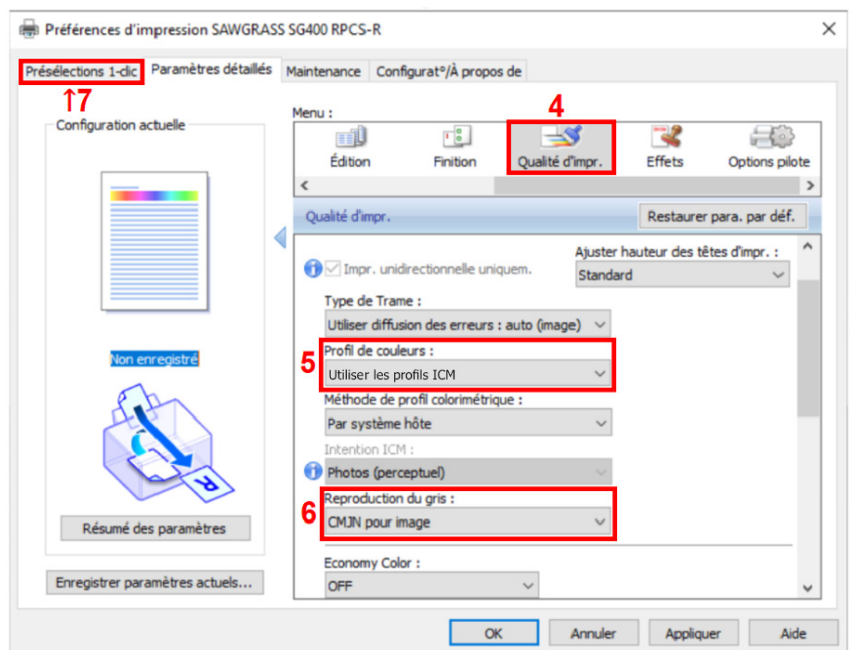 Préférences d'impression SAWGRASS SG400 RPCS-R
Présélections 1-clic
Paramètres détaillés
Maintenance
Configurat°/À propos de
↑7
Configuration actuelle
Non enregistré
R
Résumé des paramètres
Enregistrer paramètres actuels...
Menu :
4
Édition
Finition
Qualité d'impr.
Effets
Options pilote
Qualité d'impr.
Restaurer para. par déf.
Impr. unidirectionnelle uniquem.
Ajuster hauteur des têtes d'impr. :
Standard
Type de Trame :
Utiliser diffusion des erreurs : auto (image)
5
Profil de couleurs :
Utiliser les profils ICM
Méthode de profil colorimétrique :
Par système hôte
Intention ICM :
Photos (perceptuel)
6
Reproduction du gris :
CMJN pour image
Economy Color :
OFF
OK
Annuler
Appliquer
Aide